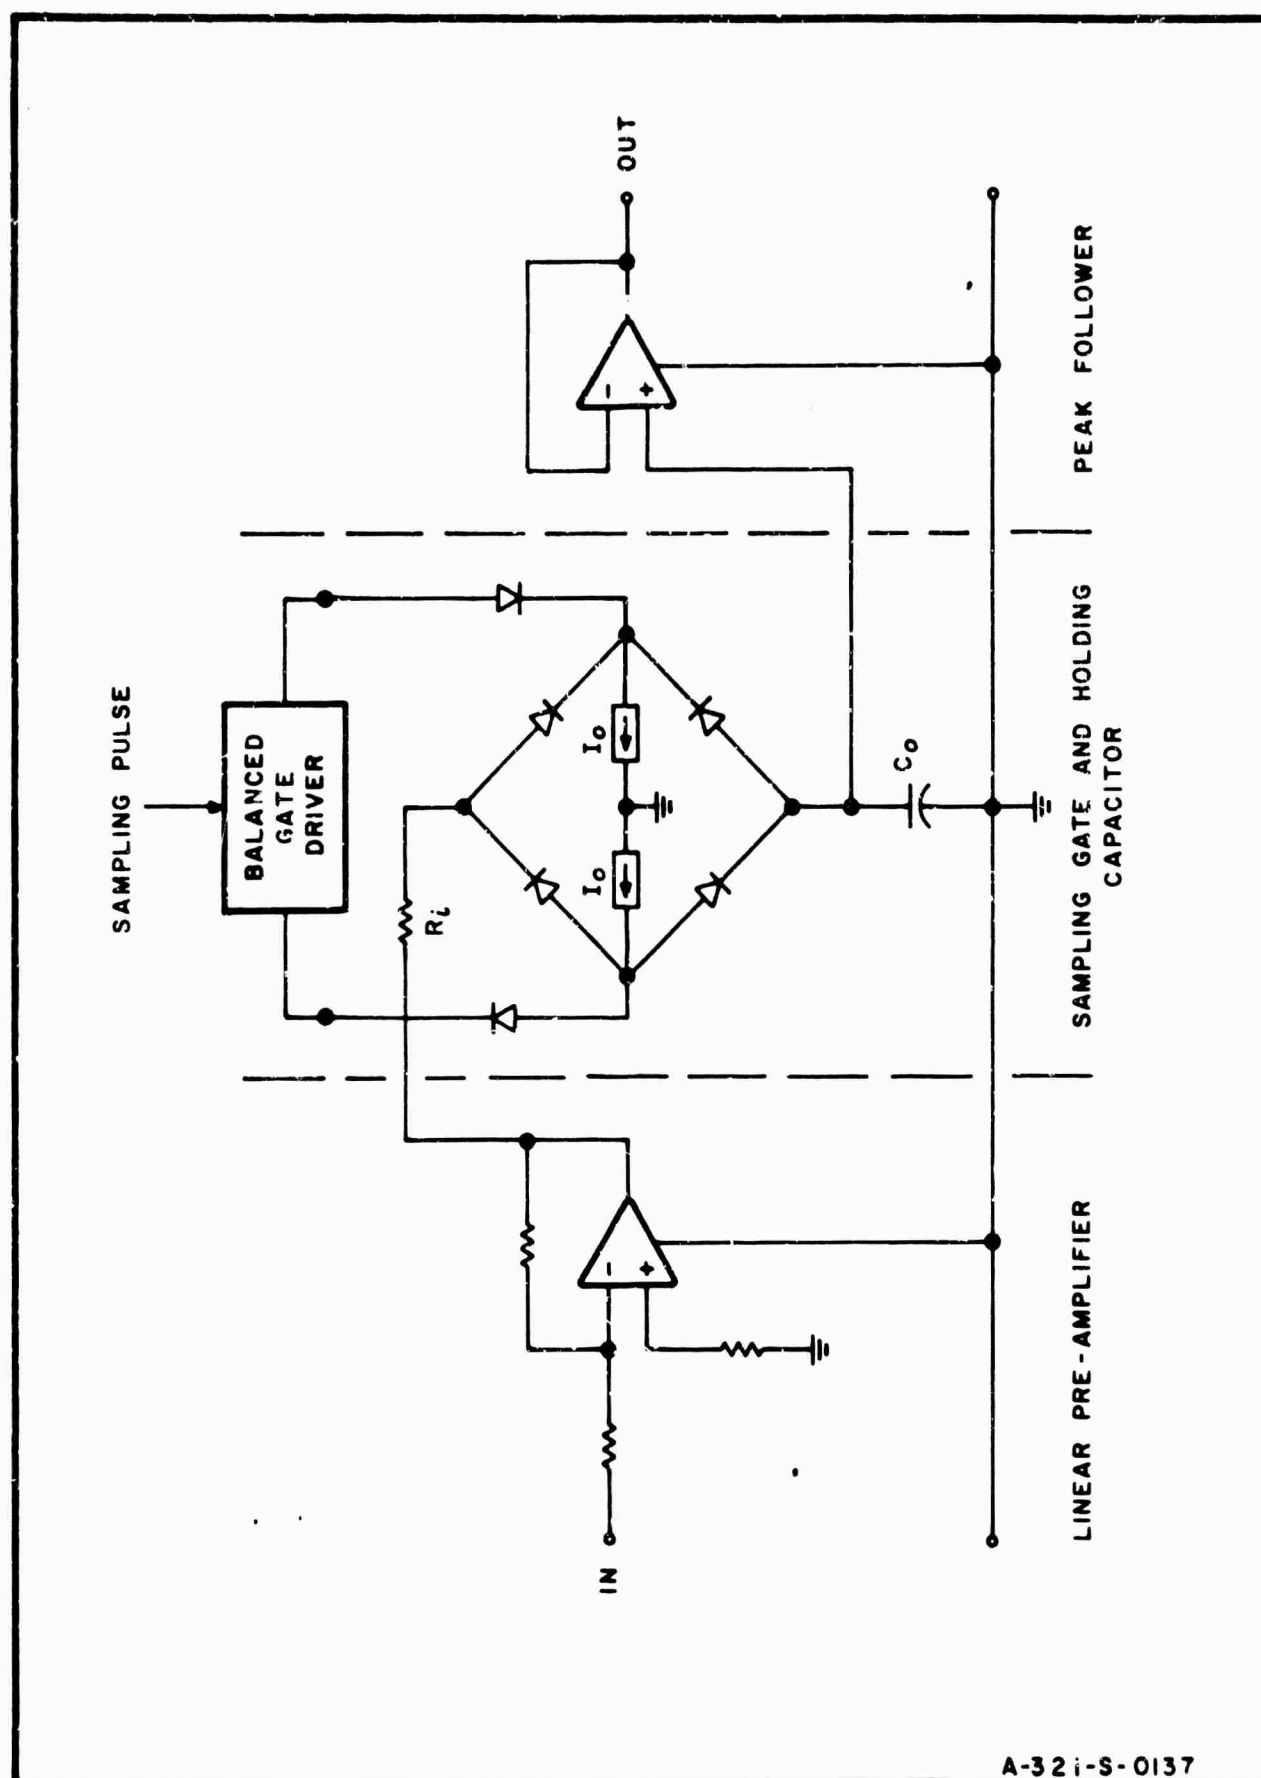 SAMPLING PULSE
BALANCED
GATE
DRIVER
OUT
Ri
Io
Io
-
+
-
+
Co
IN
LINEAR PRE-AMPLIFIER
SAMPLING GATE AND HOLDING
CAPACITOR
PEAK FOLLOWER
A-32i-S-0137